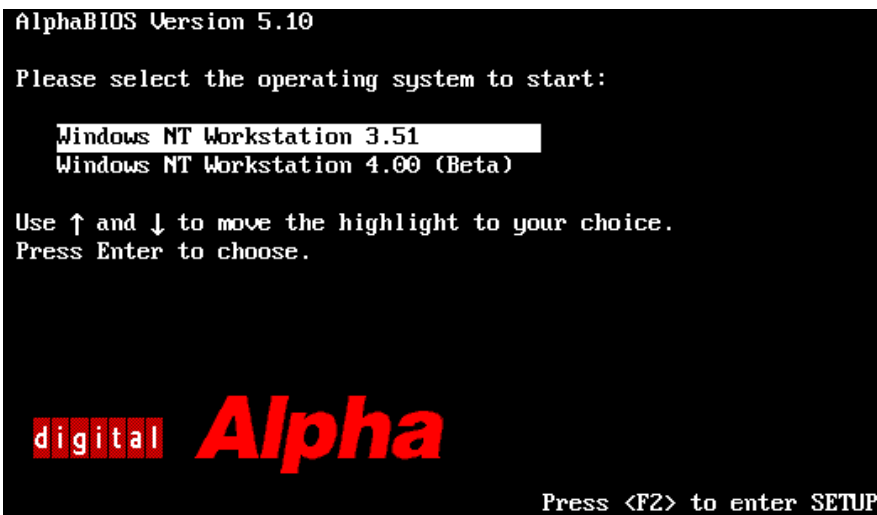 AlphaBIOS Version 5.10
Please select the operating system to start:
Windows NT Workstation 3.51
Windows NT Workstation 4.00 (Beta)
Use ↑ and ↓ to move the highlight to your choice.
Press Enter to choose.
digital Alpha
Press <F2> to enter SETUP